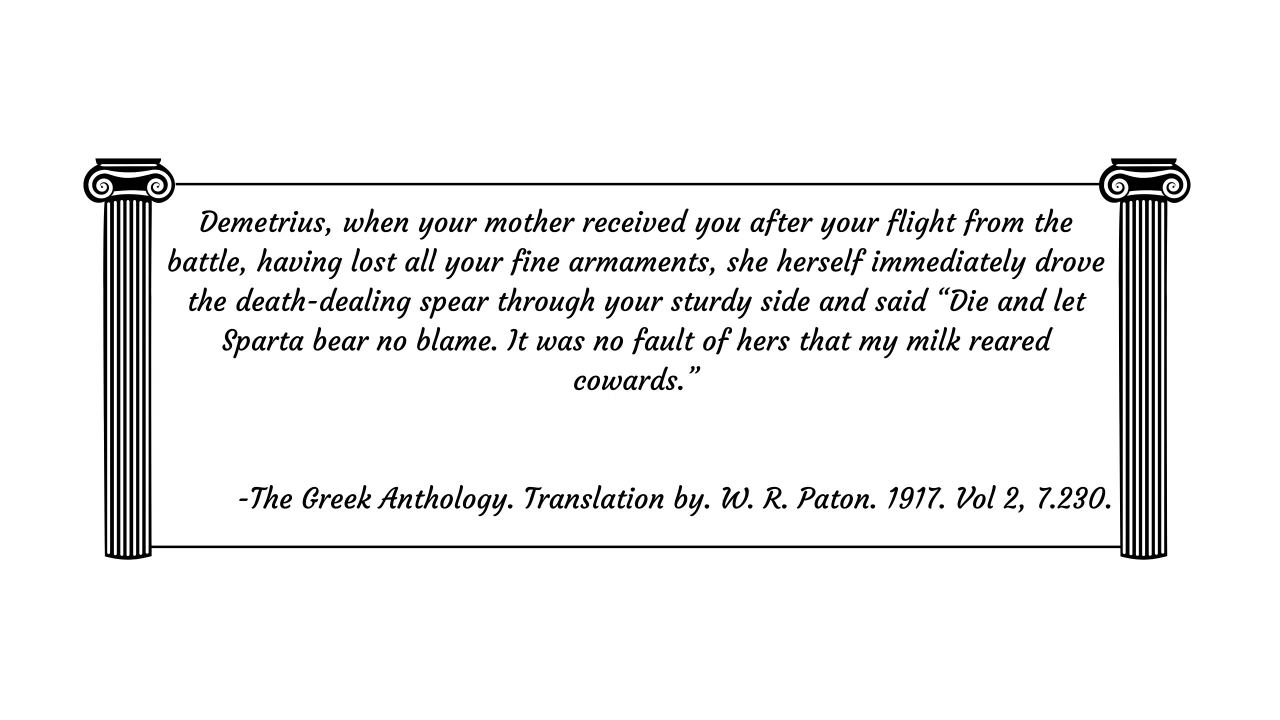 Demetrius, when your mother received you after your flight from the
battle, having lost all your fine armaments, she herself immediately drove
the death-dealing spear through your sturdy side and said “Die and let
Sparta bear no blame. It was no fault of hers that my milk reared
cowards.”
-The Greek Anthology. Translation by. W. R. Paton. 1917. Vol 2, 7.230.